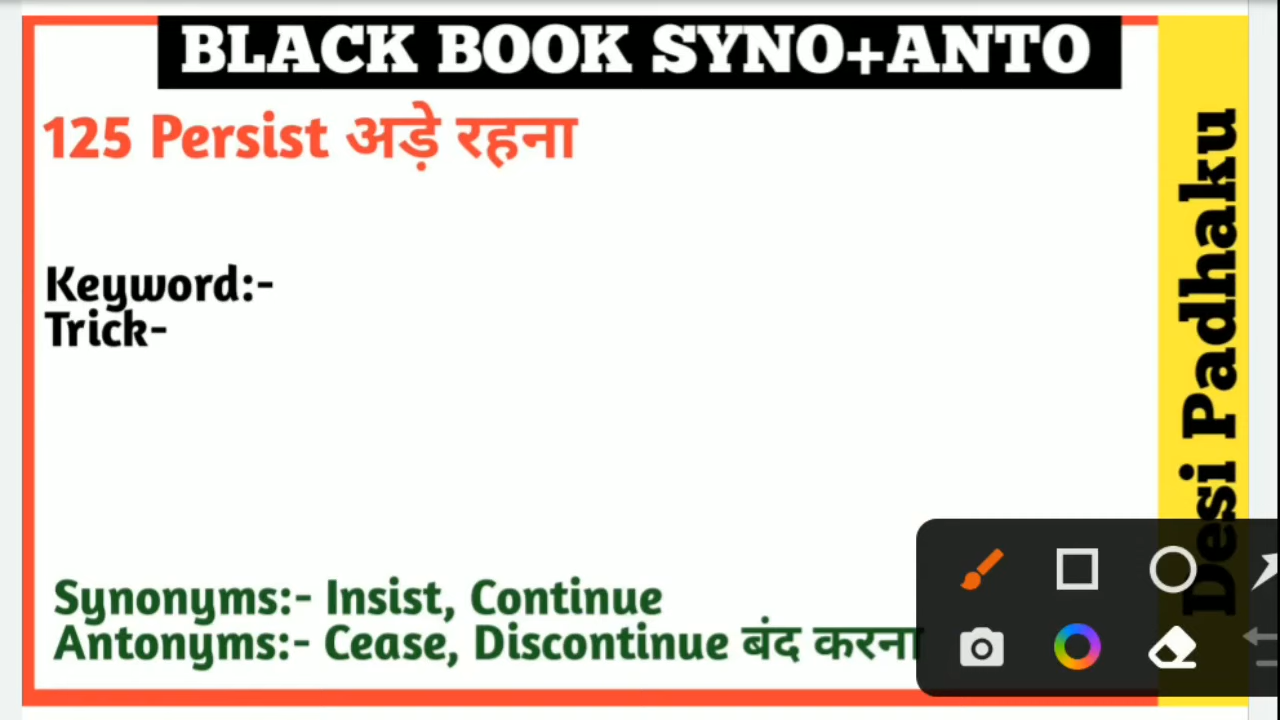 BLACK BOOK SYNO+ANTO
125 Persist अड़े रहना
Keyword:-
Trick-
Synonyms:- Insist, Continue
Antonyms:- Cease, Discontinue बंद करना
Desi Padhaku